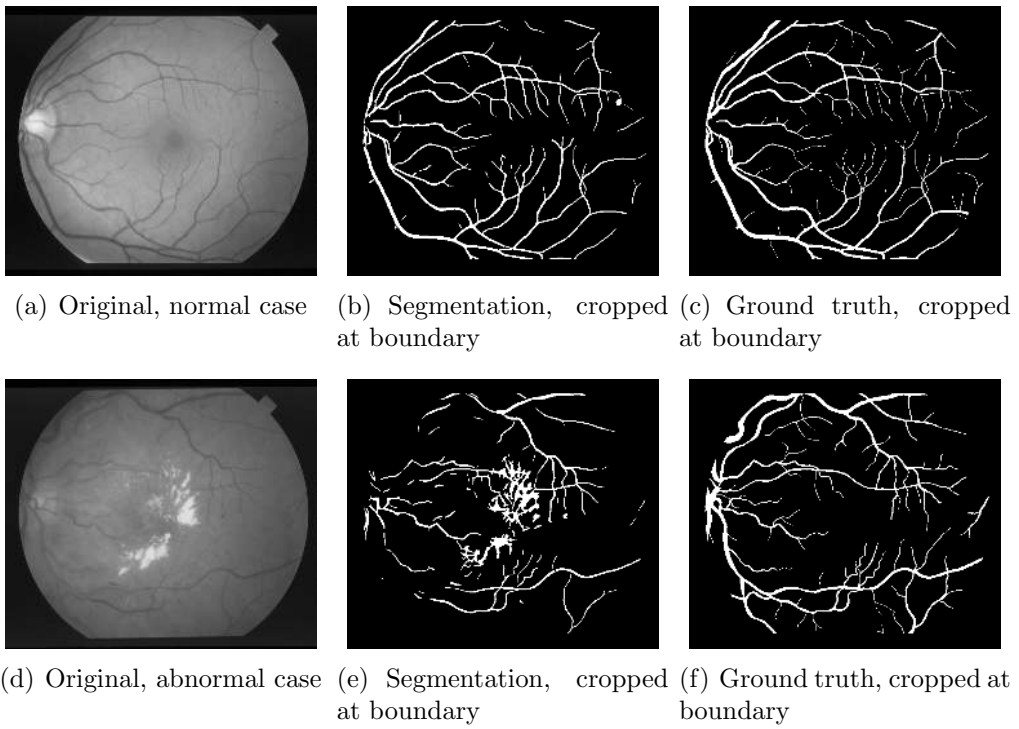 (a) Original, normal case
(b) Segmentation, cropped at boundary
(c) Ground truth, cropped at boundary
(d) Original, abnormal case
(e) Segmentation, cropped at boundary
(f) Ground truth, cropped at boundary